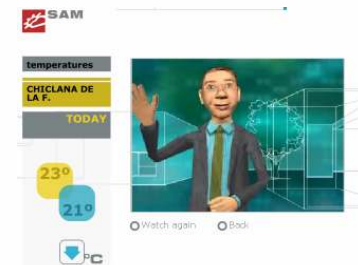 SAM
temperatures
CHICLANA DE
LA F.
TODAY
23º
21º
ºC
Watch again
Back